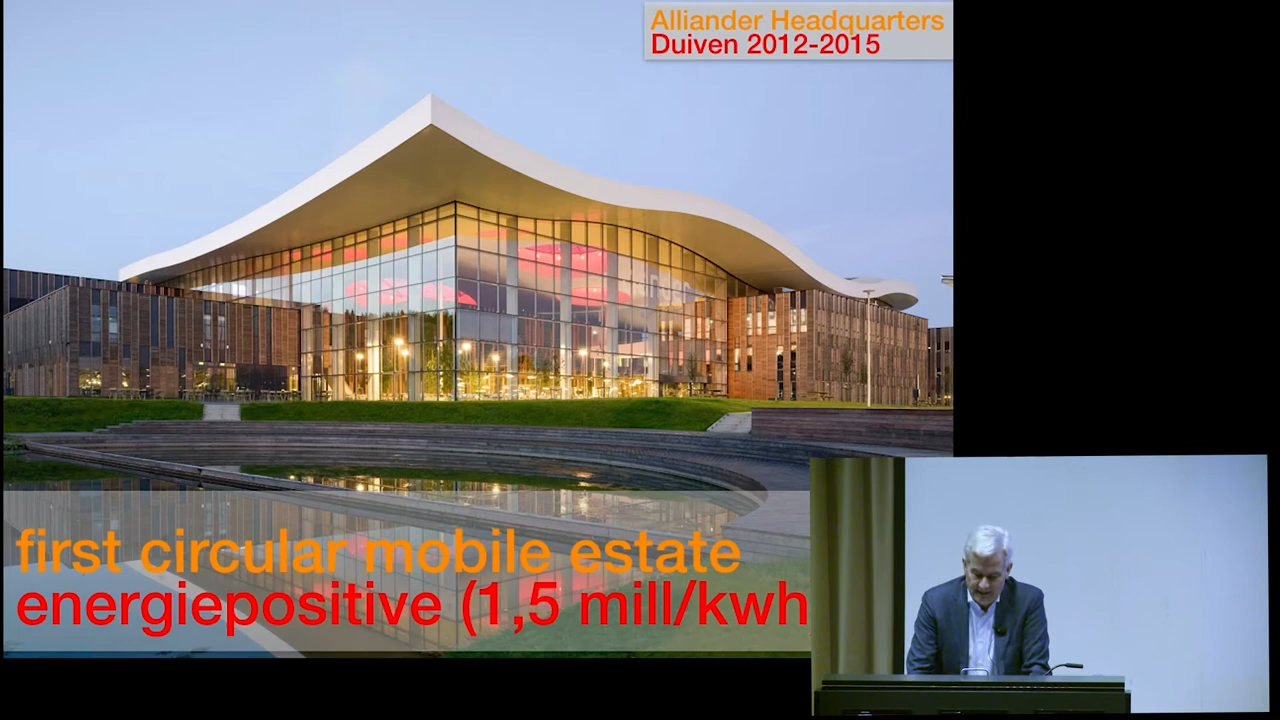 Alliander Headquarters
Duiven 2012-2015
first circular mobile estate
energiepositive (1,5 mill/kwh